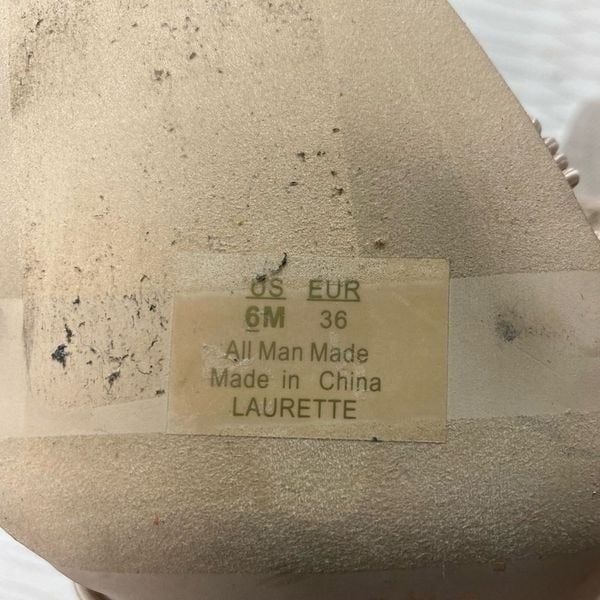 US EUR
6M 36
All Man Made
Made in China
LAURETTE